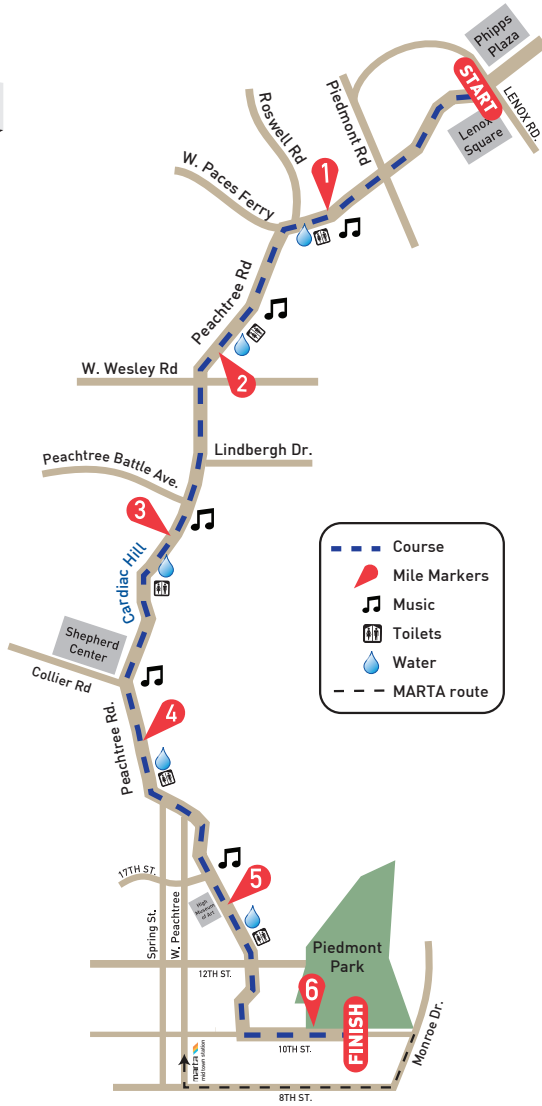 Phipps
Plaza
START
LENOX RD.
Lenox
Square
Piedmont Rd
Roswell Rd
W. Paces Ferry
1
Peachtree Rd
2
W. Wesley Rd
Lindbergh Dr.
Peachtree Battle Ave.
3
Cardiac Hill
Course
Mile Markers
Music
Toilets
Water
MARTA route
Shepherd
Center
Collier Rd
Peachtree Rd.
4
17TH ST.
5
High
Museum
of Art
Spring St.
W. Peachtree
12TH ST.
Piedmont
Park
6
FINISH
10TH ST.
Monroe Dr.
marta
midtown station
8TH ST.